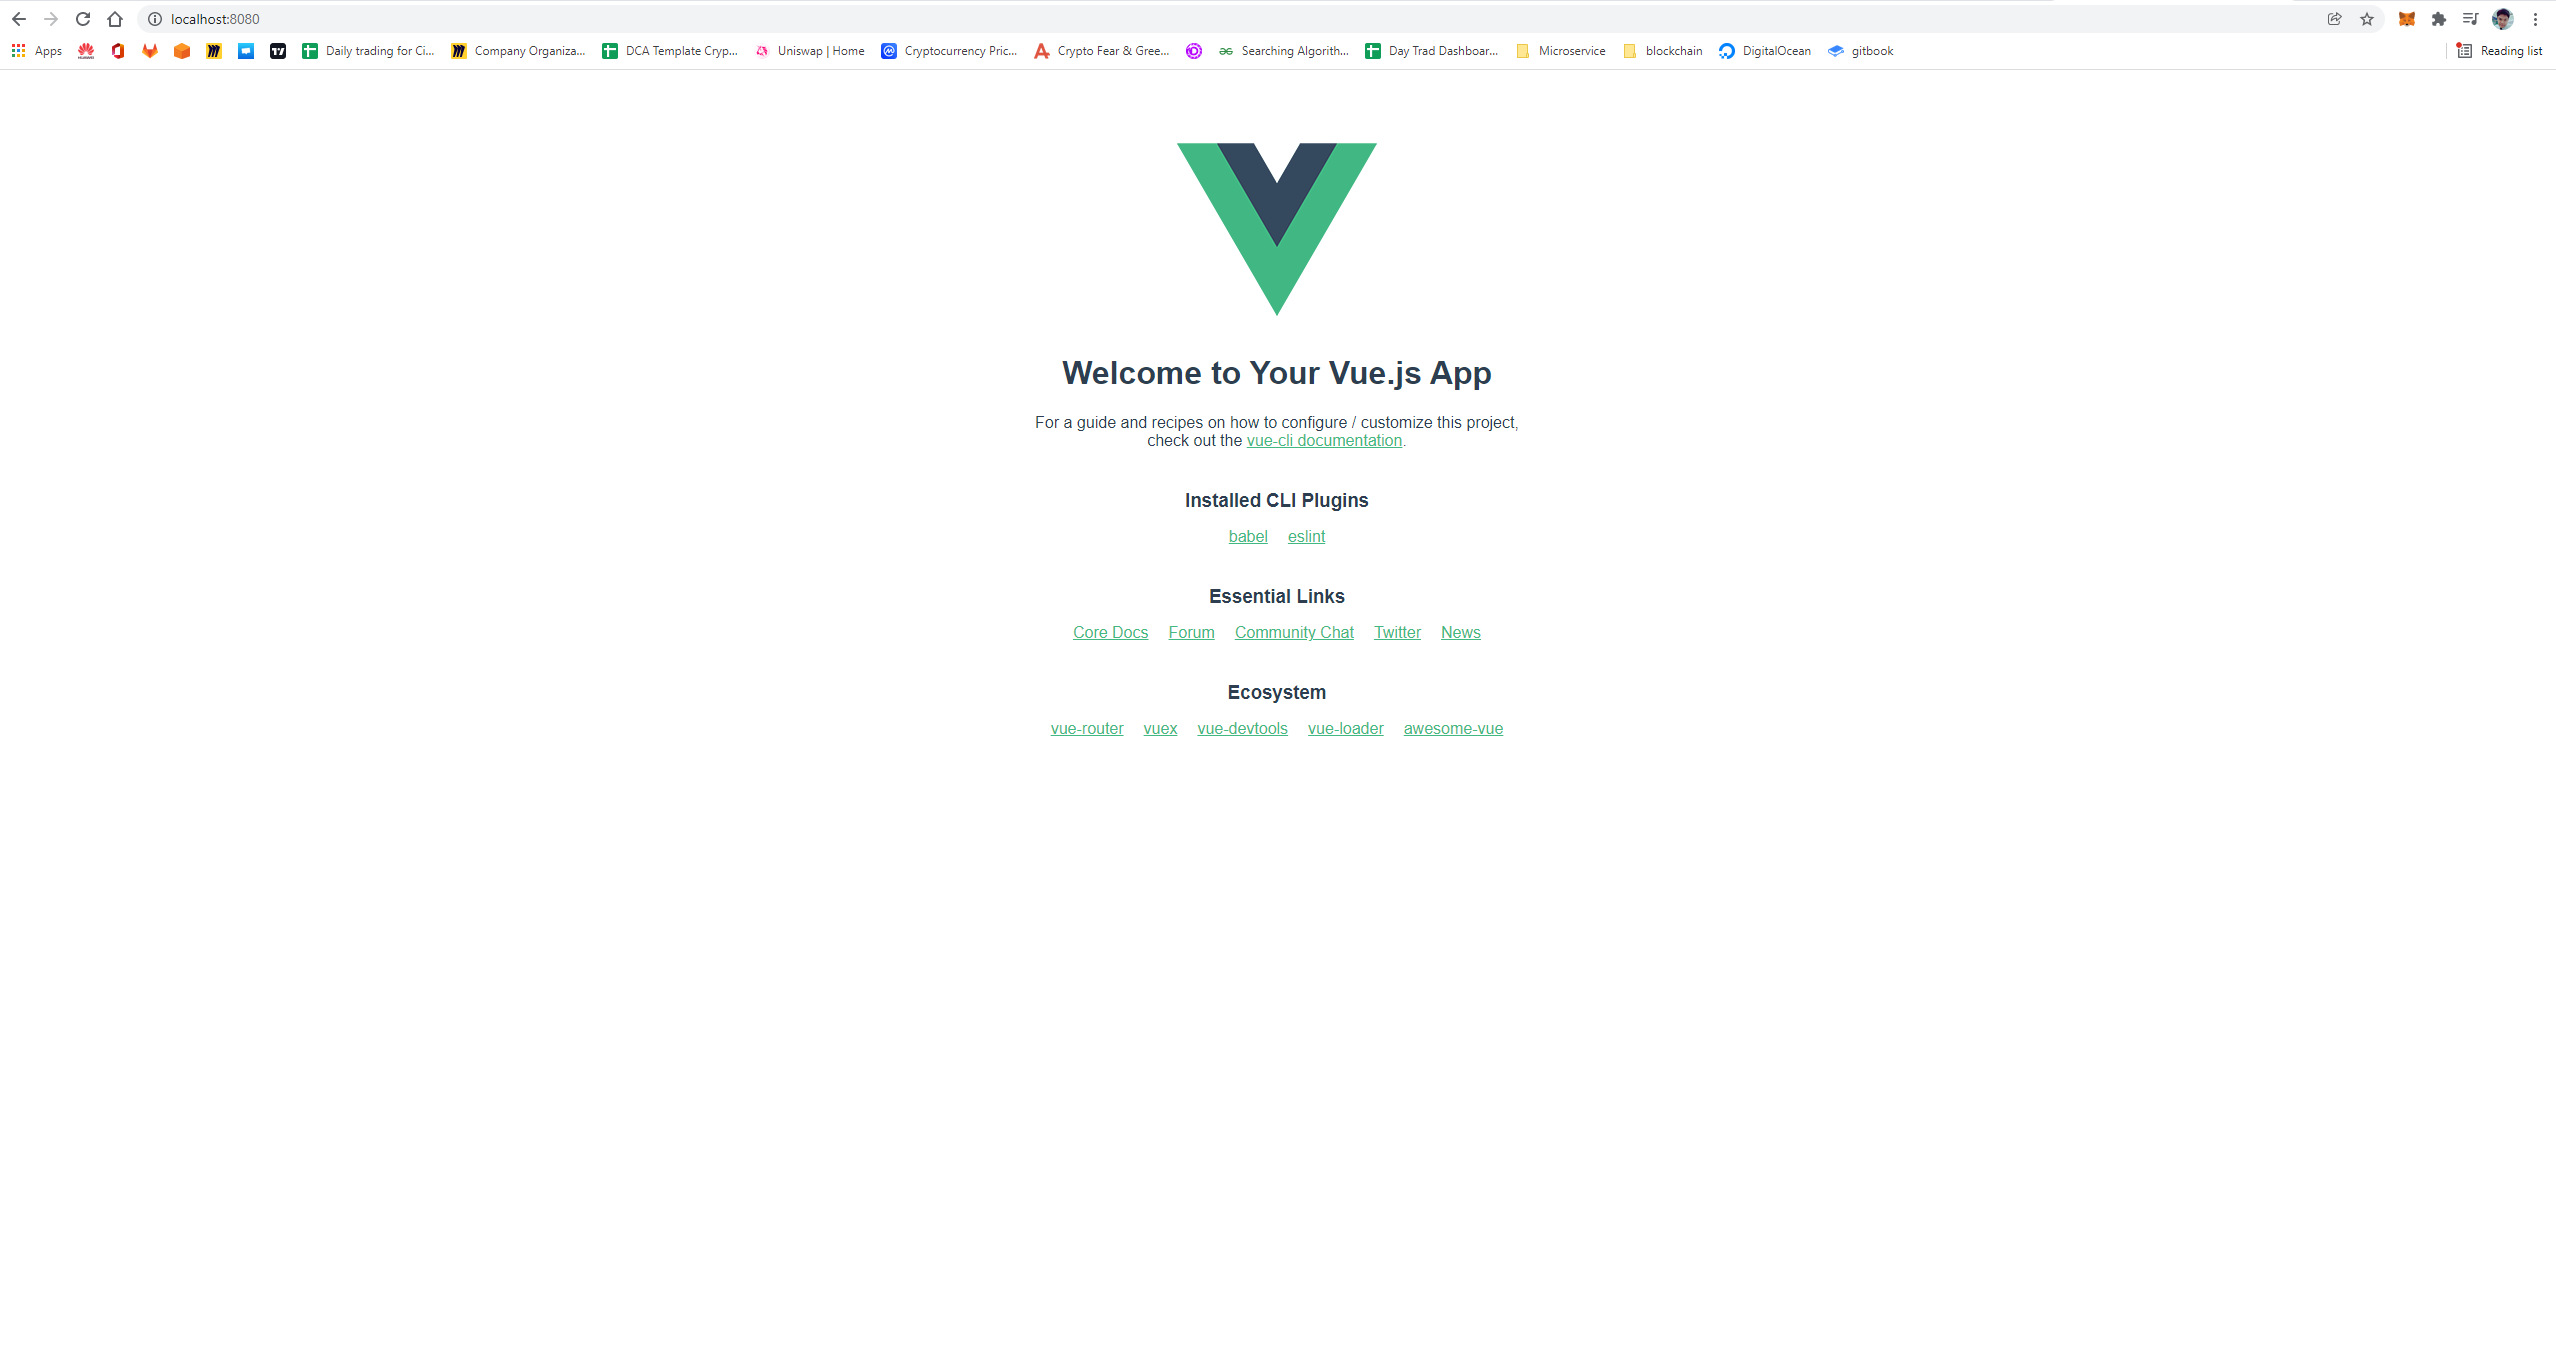 localhost:8080
Apps Daily trading for Ci... Company Organiza... DCA Template Cryp... Uniswap | Home Cryptocurrency Pric... Crypto Fear & Gree... Searching Algorith... Day Trad Dashboar... Microservice blockchain DigitalOcean gitbook Reading list
Welcome to Your Vue.js App
For a guide and recipes on how to configure / customize this project,
check out the vue-cli documentation.
Installed CLI Plugins
babel eslint
Essential Links
Core Docs Forum Community Chat Twitter News
Ecosystem
vue-router vuex vue-devtools vue-loader awesome-vue